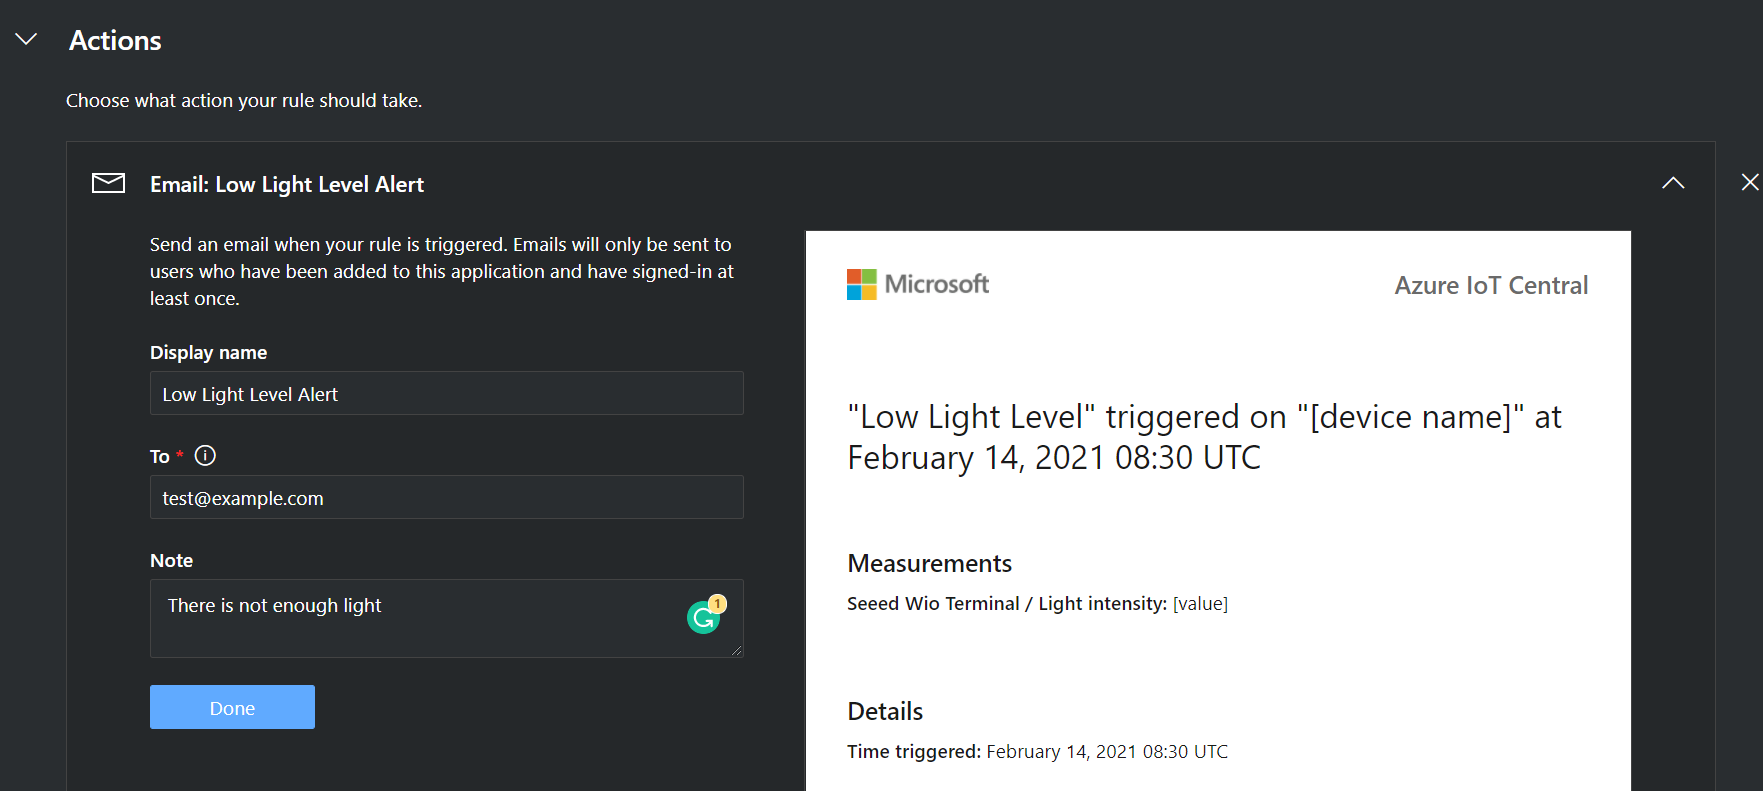 Actions
Choose what action your rule should take.
Email: Low Light Level Alert
Send an email when your rule is triggered. Emails will only be sent to
users who have been added to this application and have signed-in at
least once.
Display name
Low Light Level Alert
To *
test@example.com
Note
There is not enough light
1
Done
Microsoft
Azure IoT Central
"Low Light Level" triggered on "[device name]" at
February 14, 2021 08:30 UTC
Measurements
Seeed Wio Terminal / Light intensity: [value]
Details
Time triggered: February 14, 2021 08:30 UTC